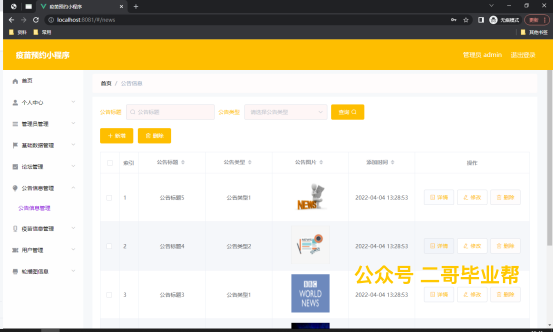 疫苗预约小程序
localhost:8081/#/news
无痕模式
更新
资料
常用
其他书签
疫苗预约小程序
管理员 admin
退出登录
首页
个人中心
管理员管理
基础数据管理
论坛管理
公告信息管理
公告信息管理
疫苗信息管理
用户管理
轮播图信息
首页 / 公告信息
公告标题 公告标题 公告类型 请选择公告类型 查询
+ 新增 删除
索引 公告标题 公告类型 公告图片 添加时间 操作
1 公告标题5 公告类型1 NEWS 2022-04-04 13:28:53 详情 修改 删除
2 公告标题4 公告类型2 2022-04-04 13:28:53 详情 修改 删除
公众号 二哥毕业帮
3 公告标题3 公告类型1 BBC WORLD NEWS 2022-04-04 13:28:53 详情 修改 删除